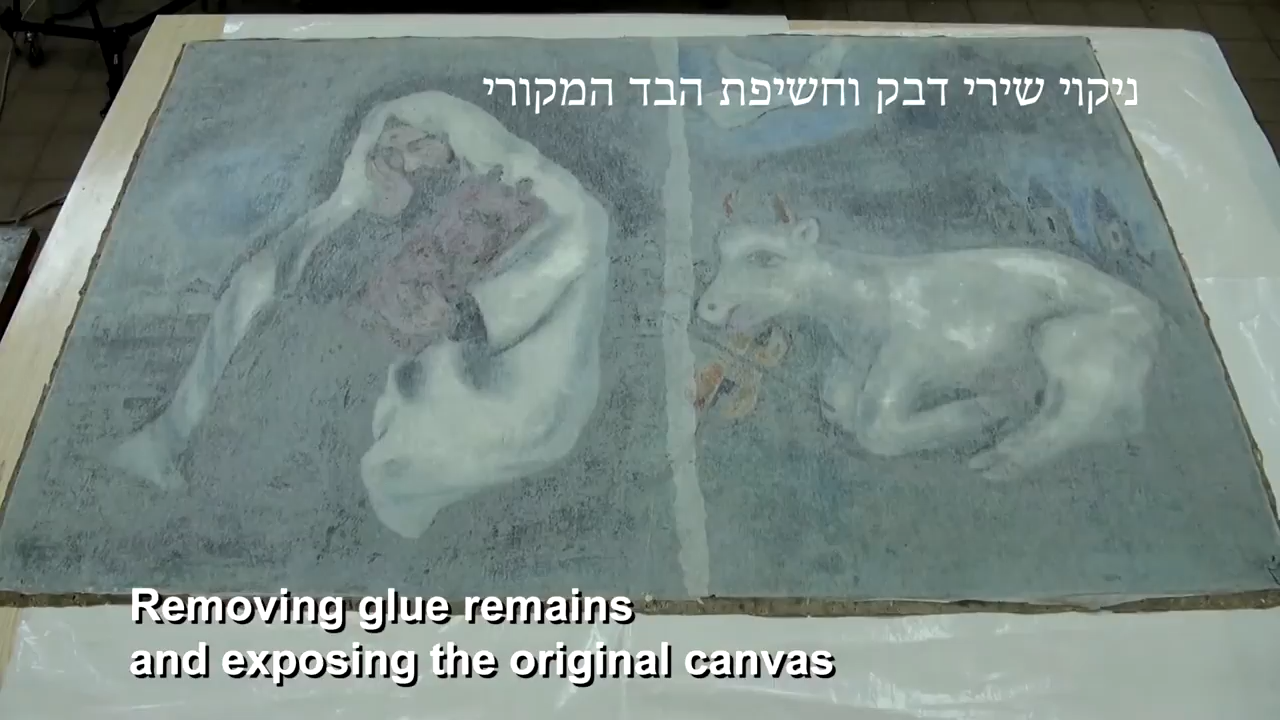 ניקוי שירי דבק וחשיפת הבד המקורי
Removing glue remains
and exposing the original canvas